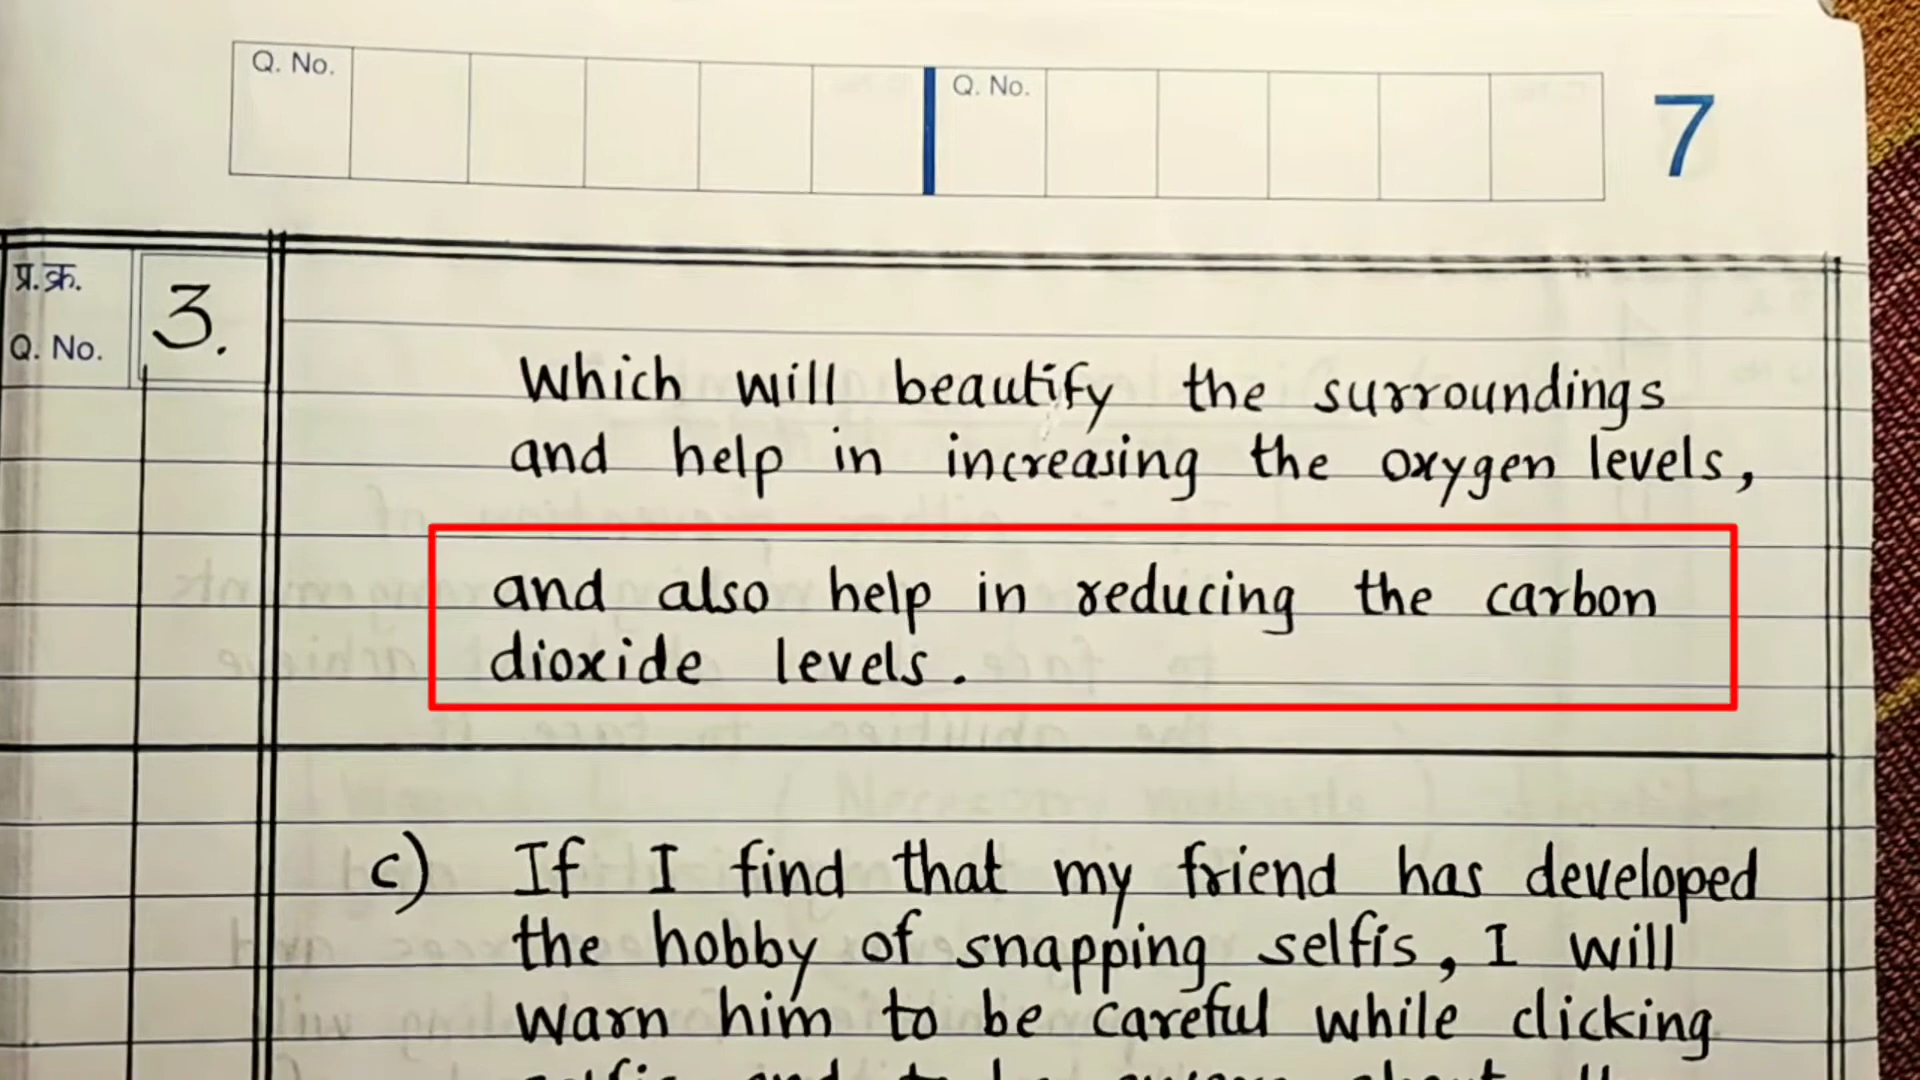 Q. No.
Q. No.
7
प्र.क्र.
Q. No.
3.
Which will beautify the surroundings
and help in increasing the oxygen levels,
and also help in reducing the carbon
dioxide levels.
c) If I find that my friend has developed
the hobby of snapping selfis, I will
warn him to be careful while clicking